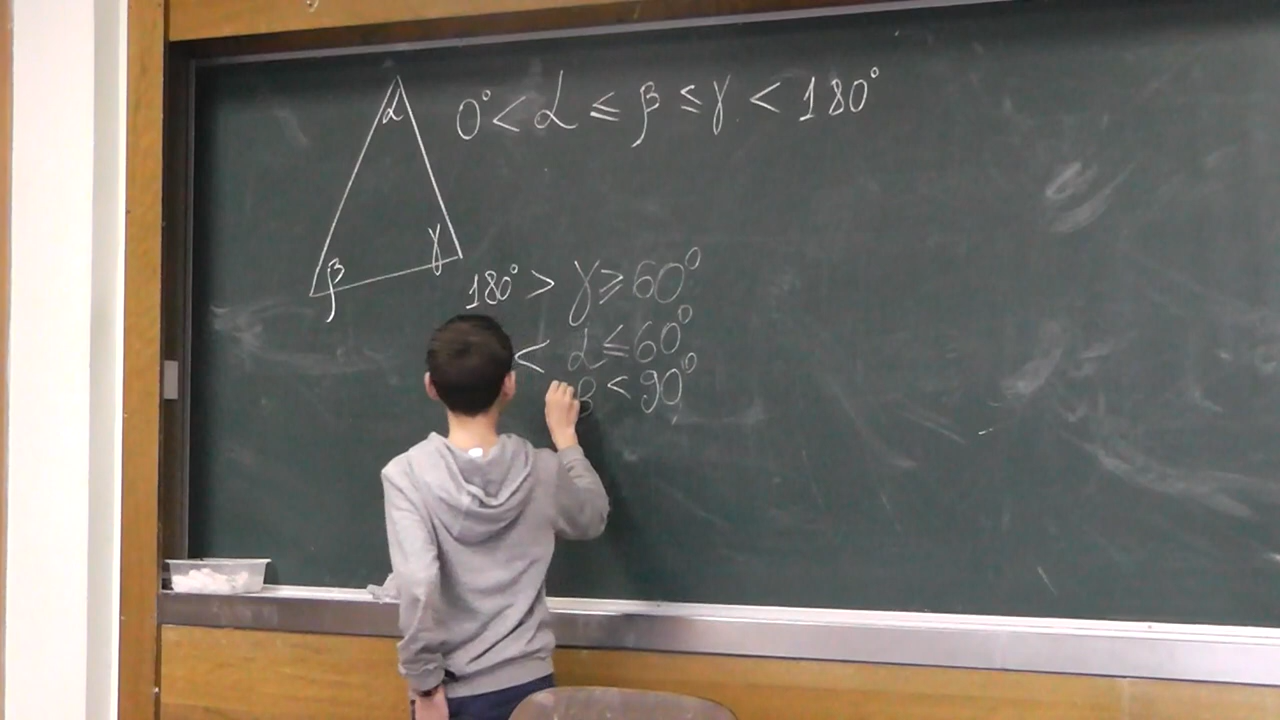 α
0° < α ≤ β ≤ γ < 180°
β γ
180° > γ ≥ 60°
< α ≤ 60°
β < 90°